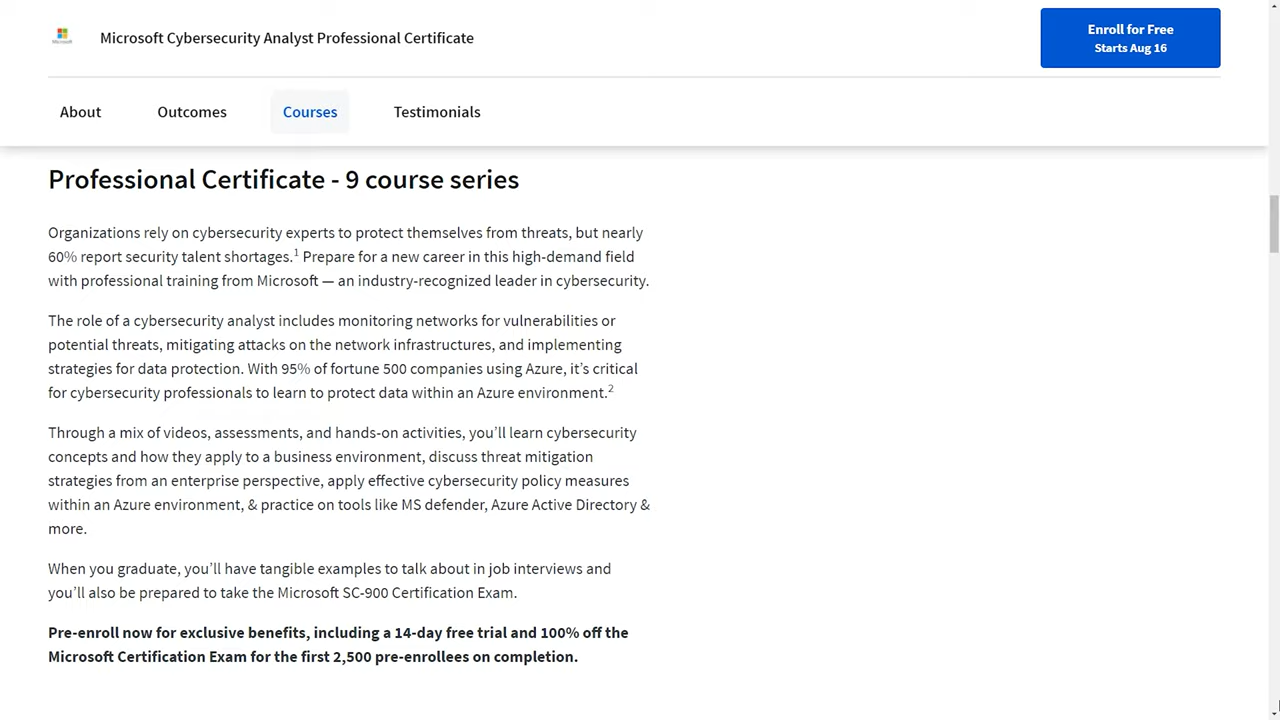 Microsoft
Microsoft Cybersecurity Analyst Professional Certificate
Enroll for Free
Starts Aug 16
About
Outcomes
Courses
Testimonials
Professional Certificate - 9 course series
Organizations rely on cybersecurity experts to protect themselves from threats, but nearly
60% report security talent shortages.¹ Prepare for a new career in this high-demand field
with professional training from Microsoft — an industry-recognized leader in cybersecurity.
The role of a cybersecurity analyst includes monitoring networks for vulnerabilities or
potential threats, mitigating attacks on the network infrastructures, and implementing
strategies for data protection. With 95% of fortune 500 companies using Azure, it’s critical
for cybersecurity professionals to learn to protect data within an Azure environment.²
Through a mix of videos, assessments, and hands-on activities, you’ll learn cybersecurity
concepts and how they apply to a business environment, discuss threat mitigation
strategies from an enterprise perspective, apply effective cybersecurity policy measures
within an Azure environment, & practice on tools like MS defender, Azure Active Directory &
more.
When you graduate, you’ll have tangible examples to talk about in job interviews and
you’ll also be prepared to take the Microsoft SC-900 Certification Exam.
Pre-enroll now for exclusive benefits, including a 14-day free trial and 100% off the
Microsoft Certification Exam for the first 2,500 pre-enrollees on completion.